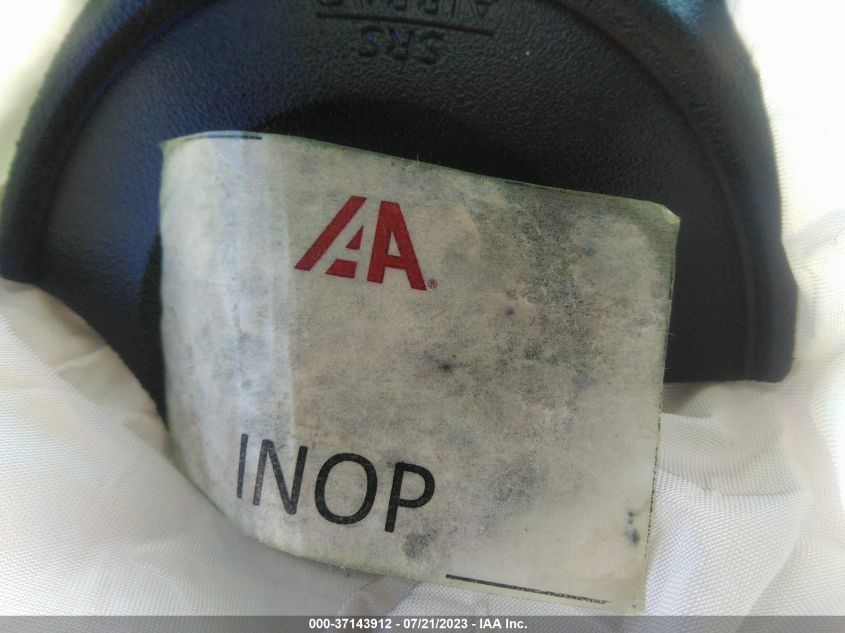 SRS
AIRBAG
IAA®
INOP
000-37143912 - 07/21/2023 - IAA Inc.